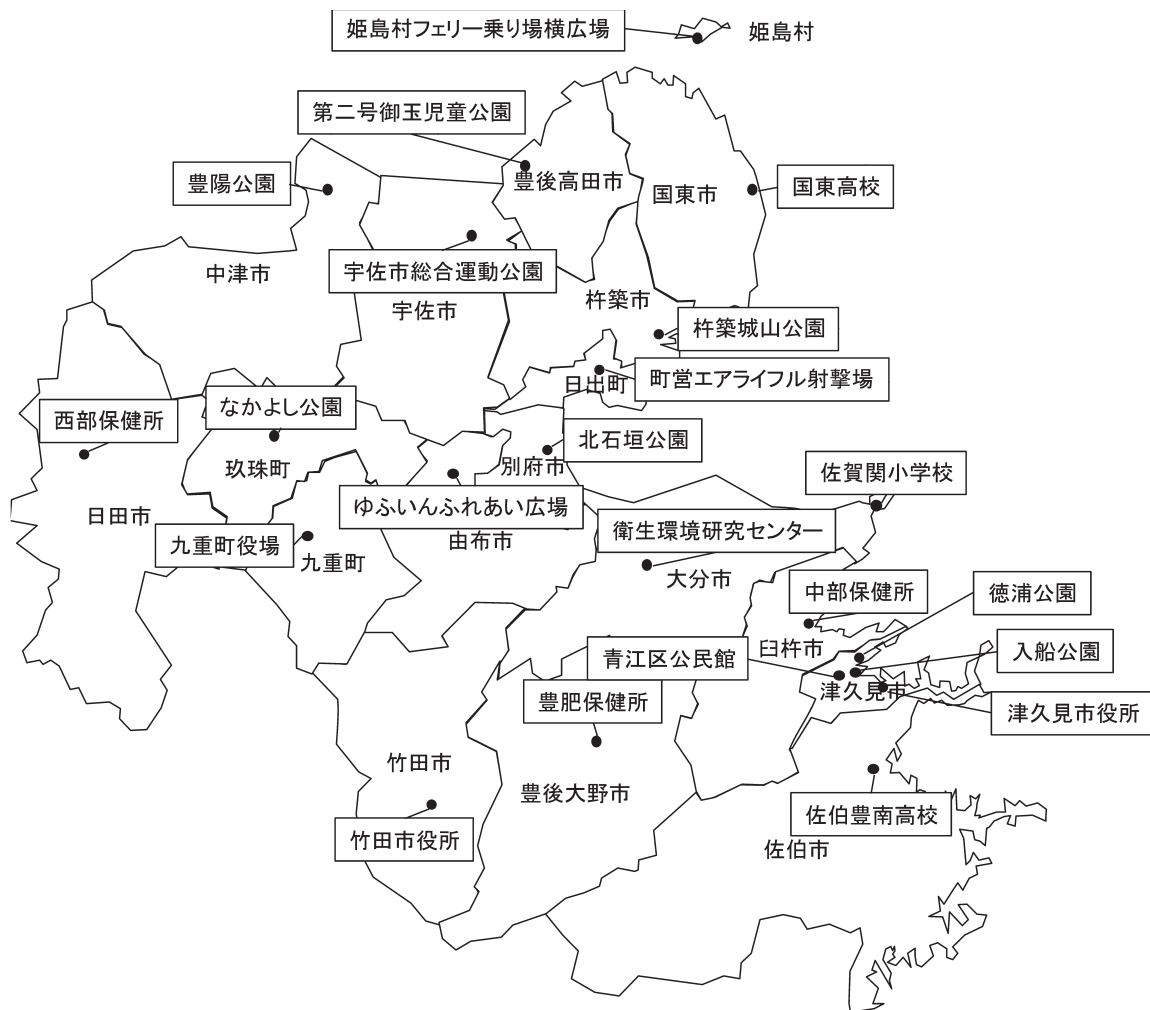 姫島村フェリー乗り場横広場
姫島村
第二号御玉児童公園
豊陽公園
豊後高田市
国東市
国東高校
宇佐市総合運動公園
中津市
宇佐市
杵築市
杵築城山公園
日出町
町営エアライフル射撃場
なかよし公園
西部保健所
北石垣公園
玖珠町
別府市
佐賀関小学校
ゆふいんふれあい広場
日田市
衛生環境研究センター
九重町役場
由布市
九重町
大分市
中部保健所
徳浦公園
臼杵市
入船公園
青江区公民館
津久見市
豊肥保健所
津久見市役所
竹田市
豊後大野市
佐伯豊南高校
竹田市役所
佐伯市